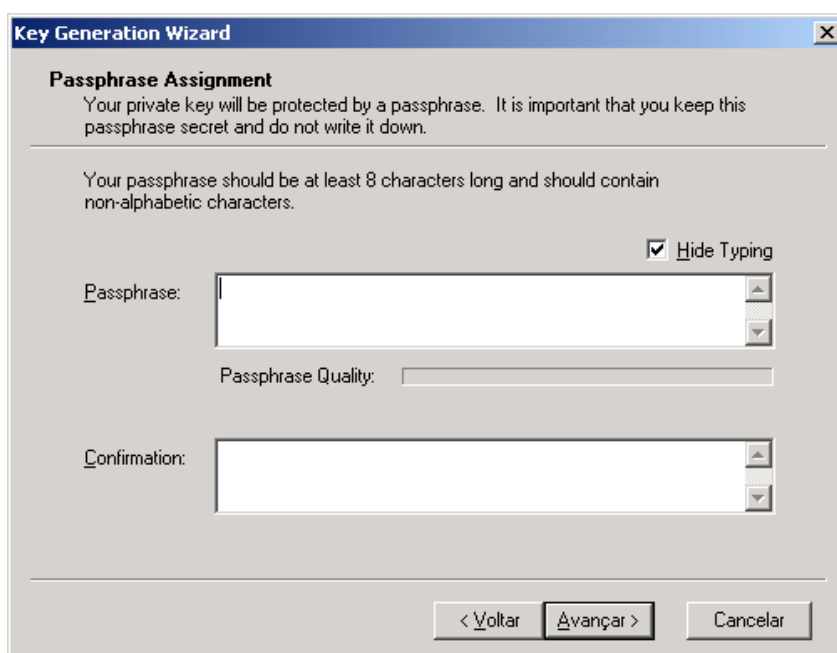 Key Generation Wizard
Passphrase Assignment
Your private key will be protected by a passphrase. It is important that you keep this
passphrase secret and do not write it down.
Your passphrase should be at least 8 characters long and should contain
non-alphabetic characters.
Hide Typing
Passphrase:
Passphrase Quality:
Confirmation:
< Voltar Avançar > Cancelar